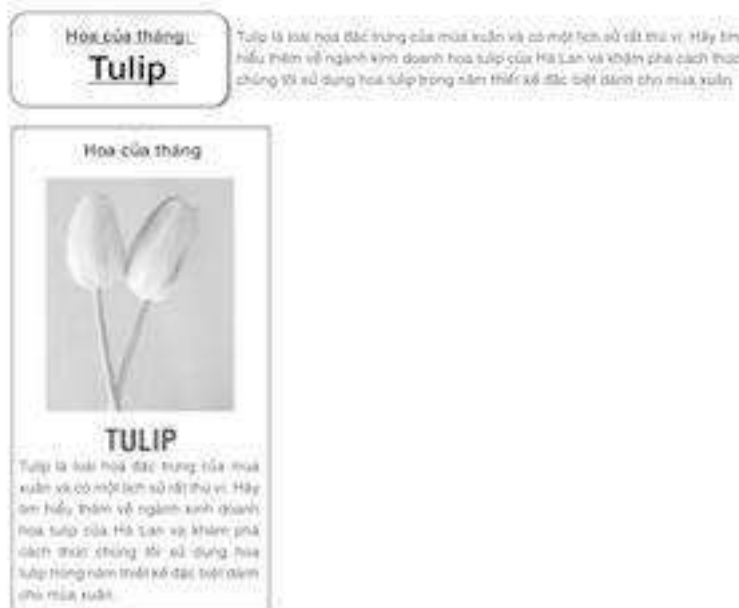 Hoa của tháng:
Tulip
Tulip là loài hoa đặc trưng của mùa xuân và có một lịch sử rất thú vị. Hãy tìm
hiểu thêm về ngành kinh doanh hoa tulip của Hà Lan và khám phá cách thức
chúng tôi sử dụng hoa tulip trong năm thiết kế đặc biệt dành cho mùa xuân.
Hoa của tháng
TULIP
Tulip là loài hoa đặc trưng của mùa
xuân và có một lịch sử rất thú vị. Hãy
tìm hiểu thêm về ngành kinh doanh
hoa tulip của Hà Lan và khám phá
cách thức chúng tôi sử dụng hoa
tulip trong năm thiết kế đặc biệt dành
cho mùa xuân.